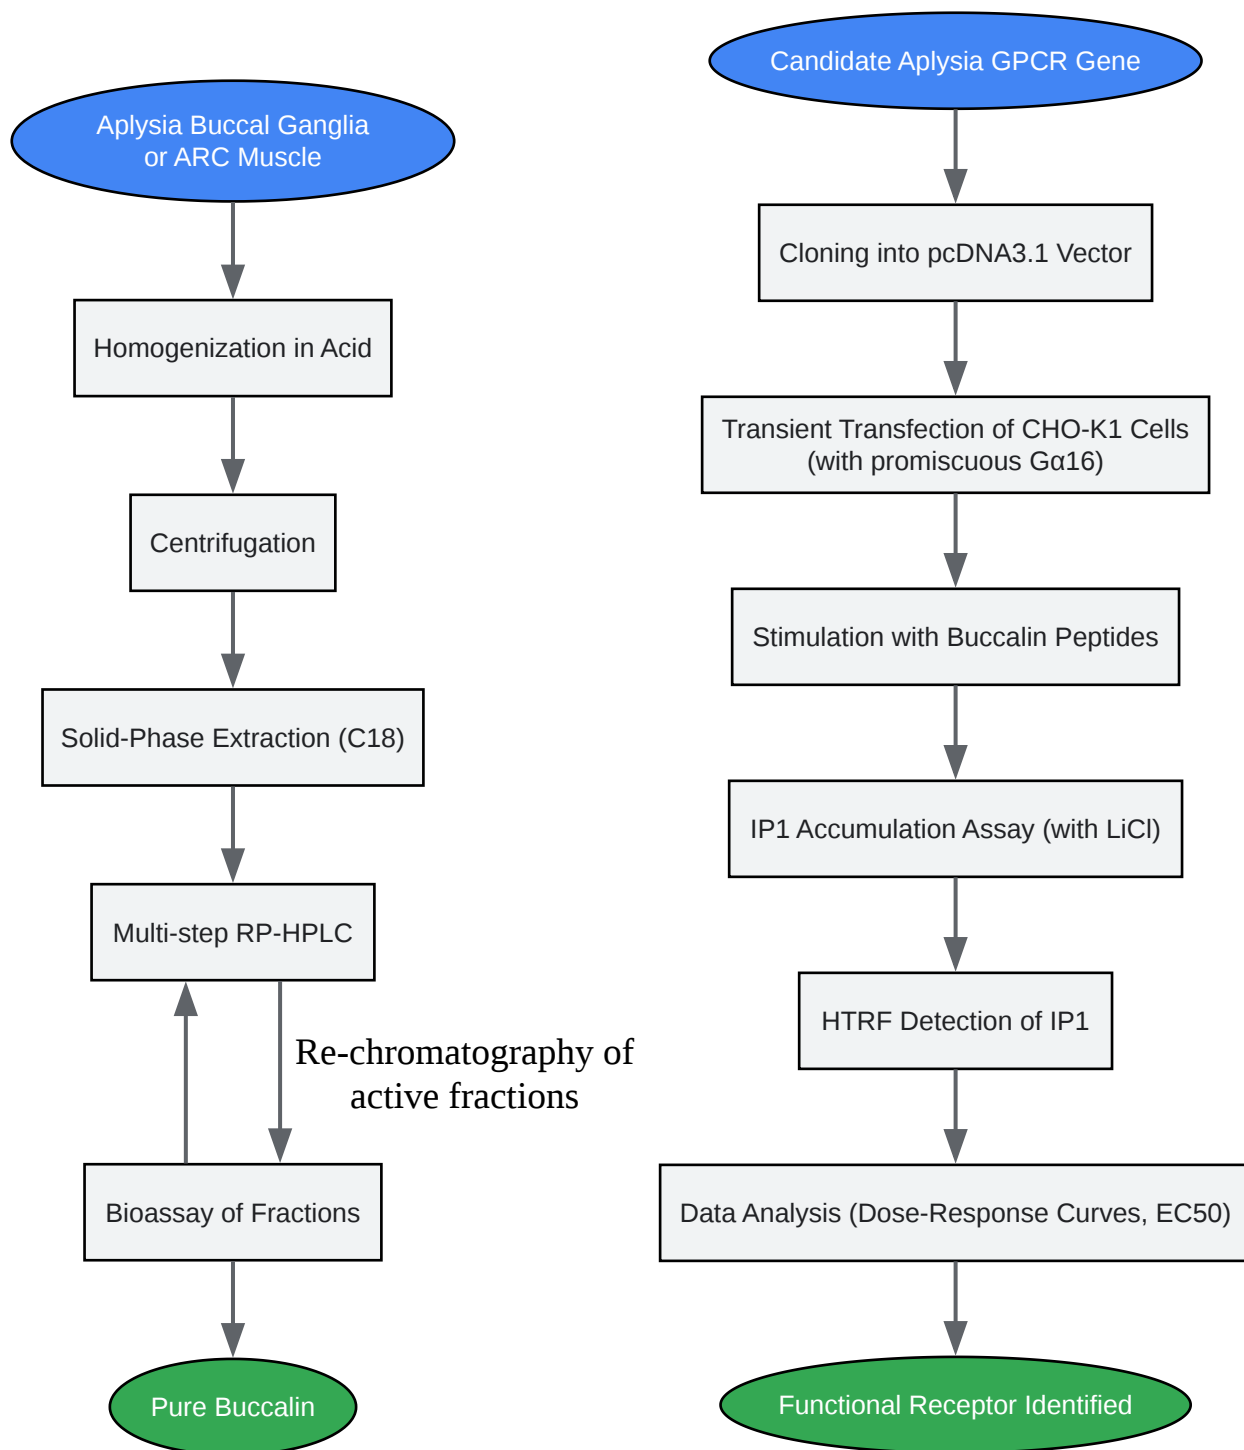 Aplysia Buccal Ganglia
or ARC Muscle
Homogenization in Acid
Centrifugation
Solid-Phase Extraction (C18)
Multi-step RP-HPLC
Re-chromatography of
active fractions
Bioassay of Fractions
Pure Buccalin
Candidate Aplysia GPCR Gene
Cloning into pcDNA3.1 Vector
Transient Transfection of CHO-K1 Cells
(with promiscuous Gα16)
Stimulation with Buccalin Peptides
IP1 Accumulation Assay (with LiCl)
HTRF Detection of IP1
Data Analysis (Dose-Response Curves, EC50)
Functional Receptor Identified